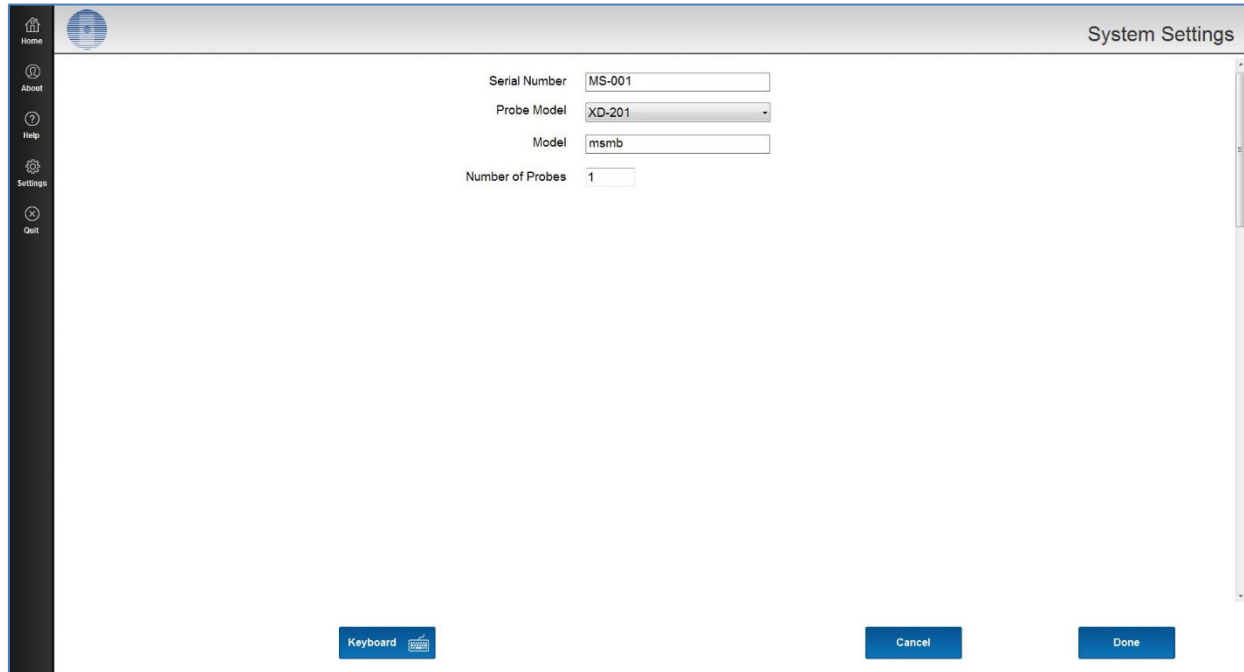 Home
About
Help
Settings
Quit
System Settings
Serial Number MS-001
Probe Model XD-201
Model msmb
Number of Probes 1
Keyboard Cancel Done